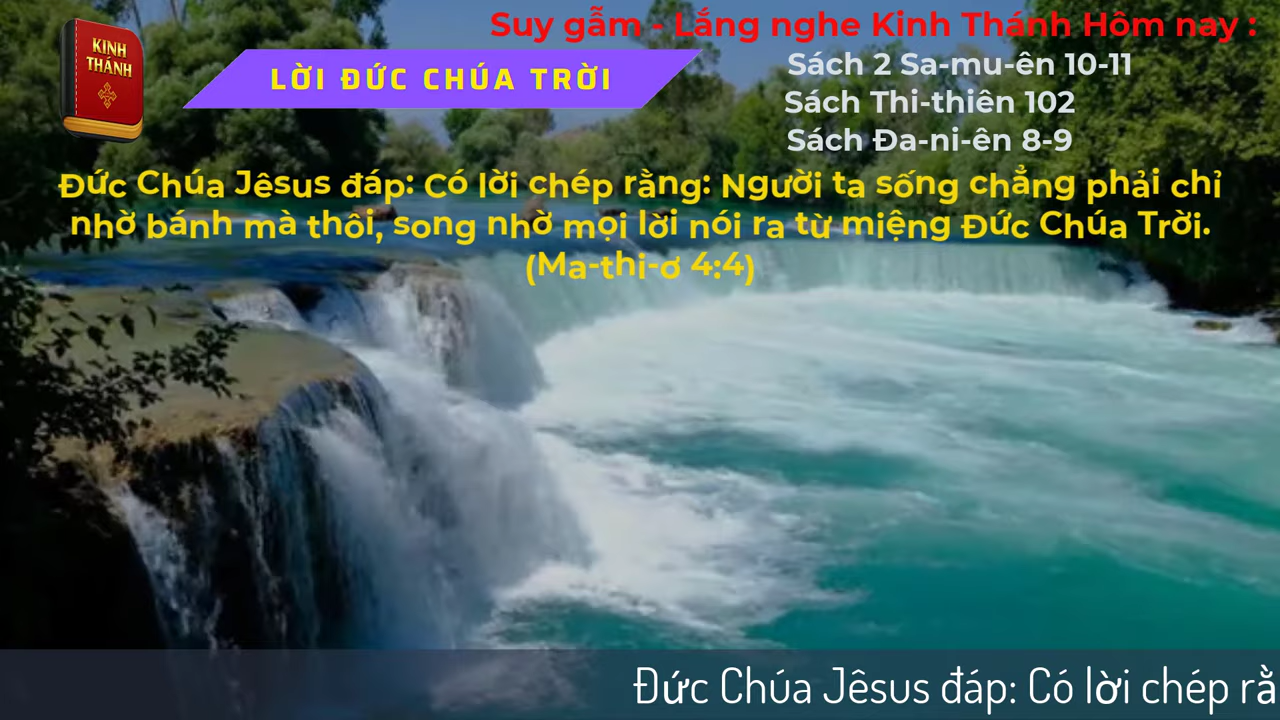 Suy gẫm - Lắng nghe Kinh Thánh Hôm nay :
KINH
THÁNH
LỜI ĐỨC CHÚA TRỜI
Sách 2 Sa-mu-ên 10-11
Sách Thi-thiên 102
Sách Đa-ni-ên 8-9
Đức Chúa Jêsus đáp: Có lời chép rằng: Người ta sống chẳng phải chỉ
nhờ bánh mà thôi, song nhờ mọi lời nói ra từ miệng Đức Chúa Trời.
(Ma-thi-ơ 4:4)
Đức Chúa Jêsus đáp: Có lời chép rằ